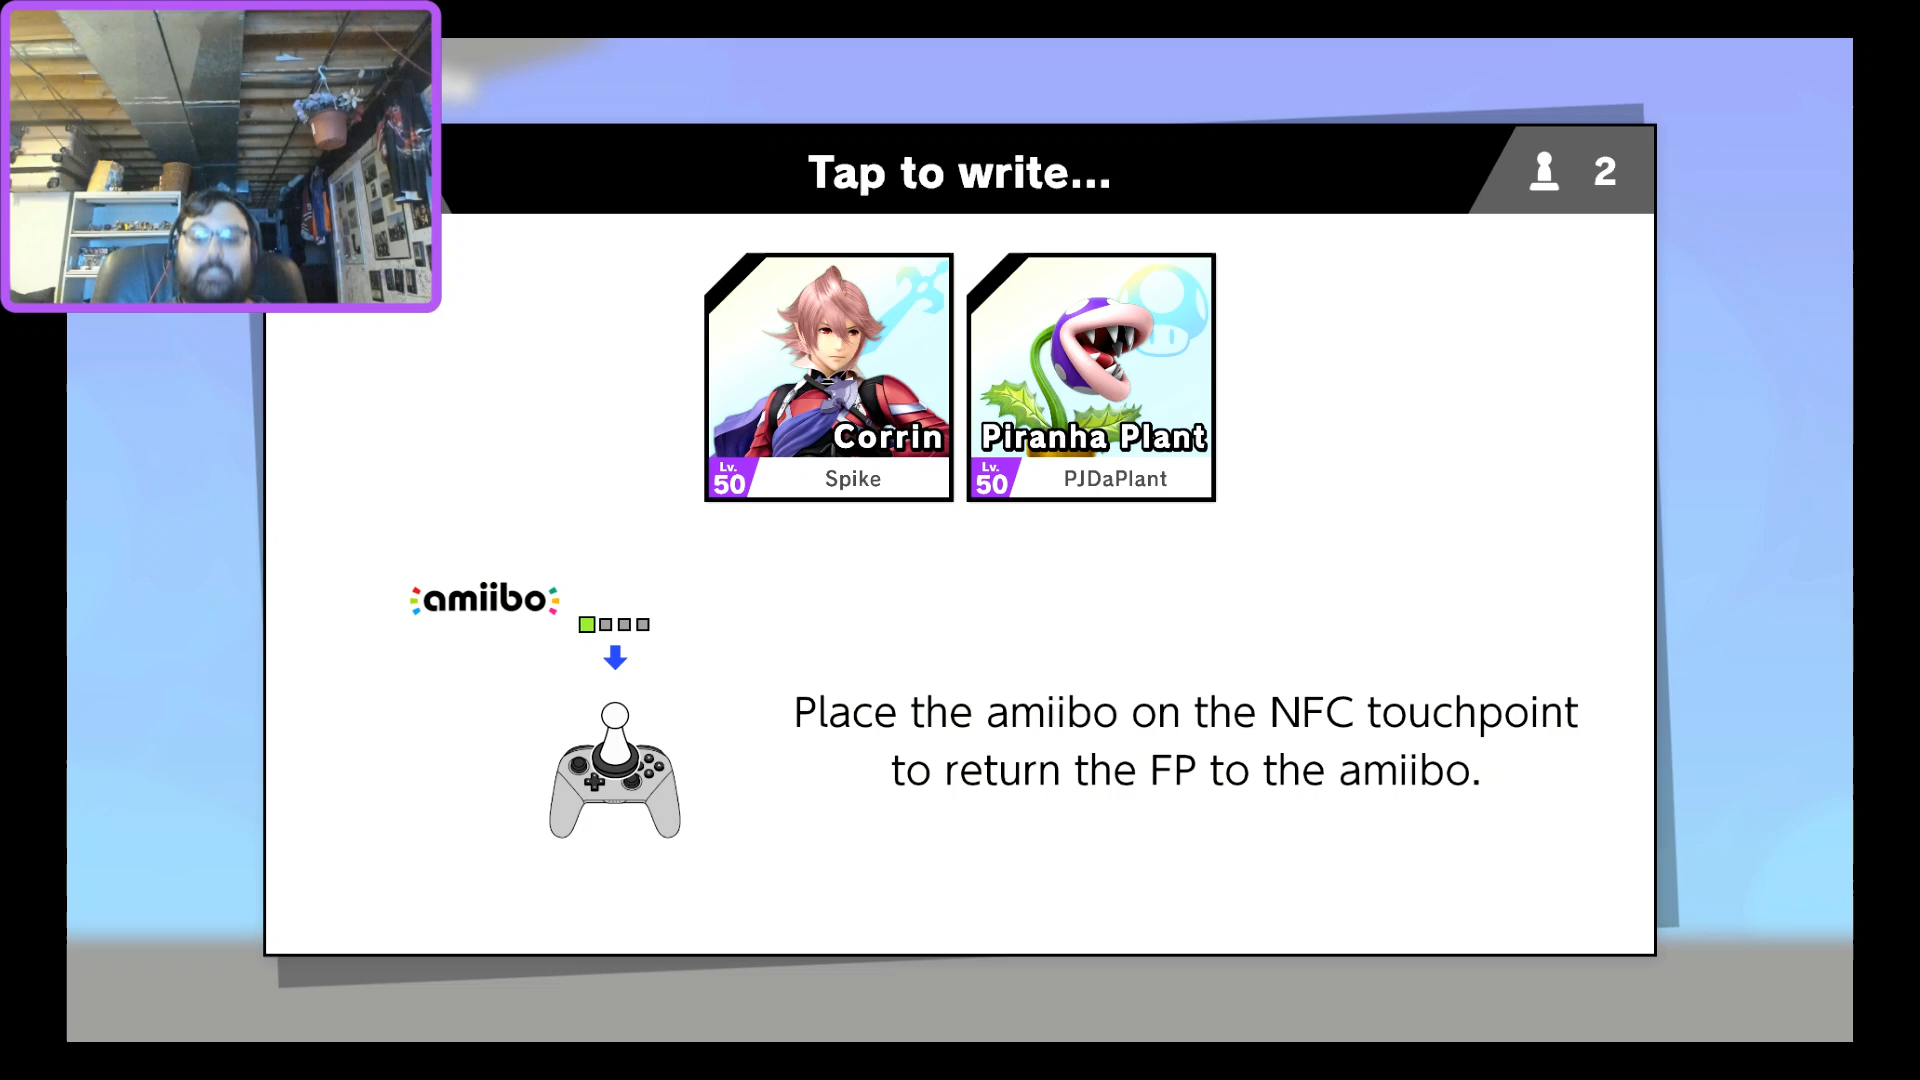 Tap to write...
2
Corrin
Lv.
50
Spike
Piranha Plant
Lv.
50
PJDaPlant
amiibo
Place the amiibo on the NFC touchpoint
to return the FP to the amiibo.